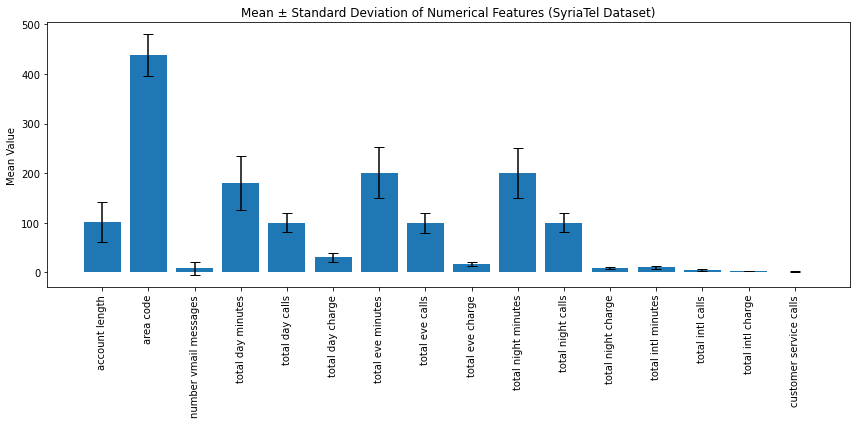 Mean ± Standard Deviation of Numerical Features (SyriaTel Dataset)
Mean Value
500
400
300
200
100
0
account length
area code
number vmail messages
total day minutes
total day calls
total day charge
total eve minutes
total eve calls
total eve charge
total night minutes
total night calls
total night charge
total intl minutes
total intl calls
total intl charge
customer service calls